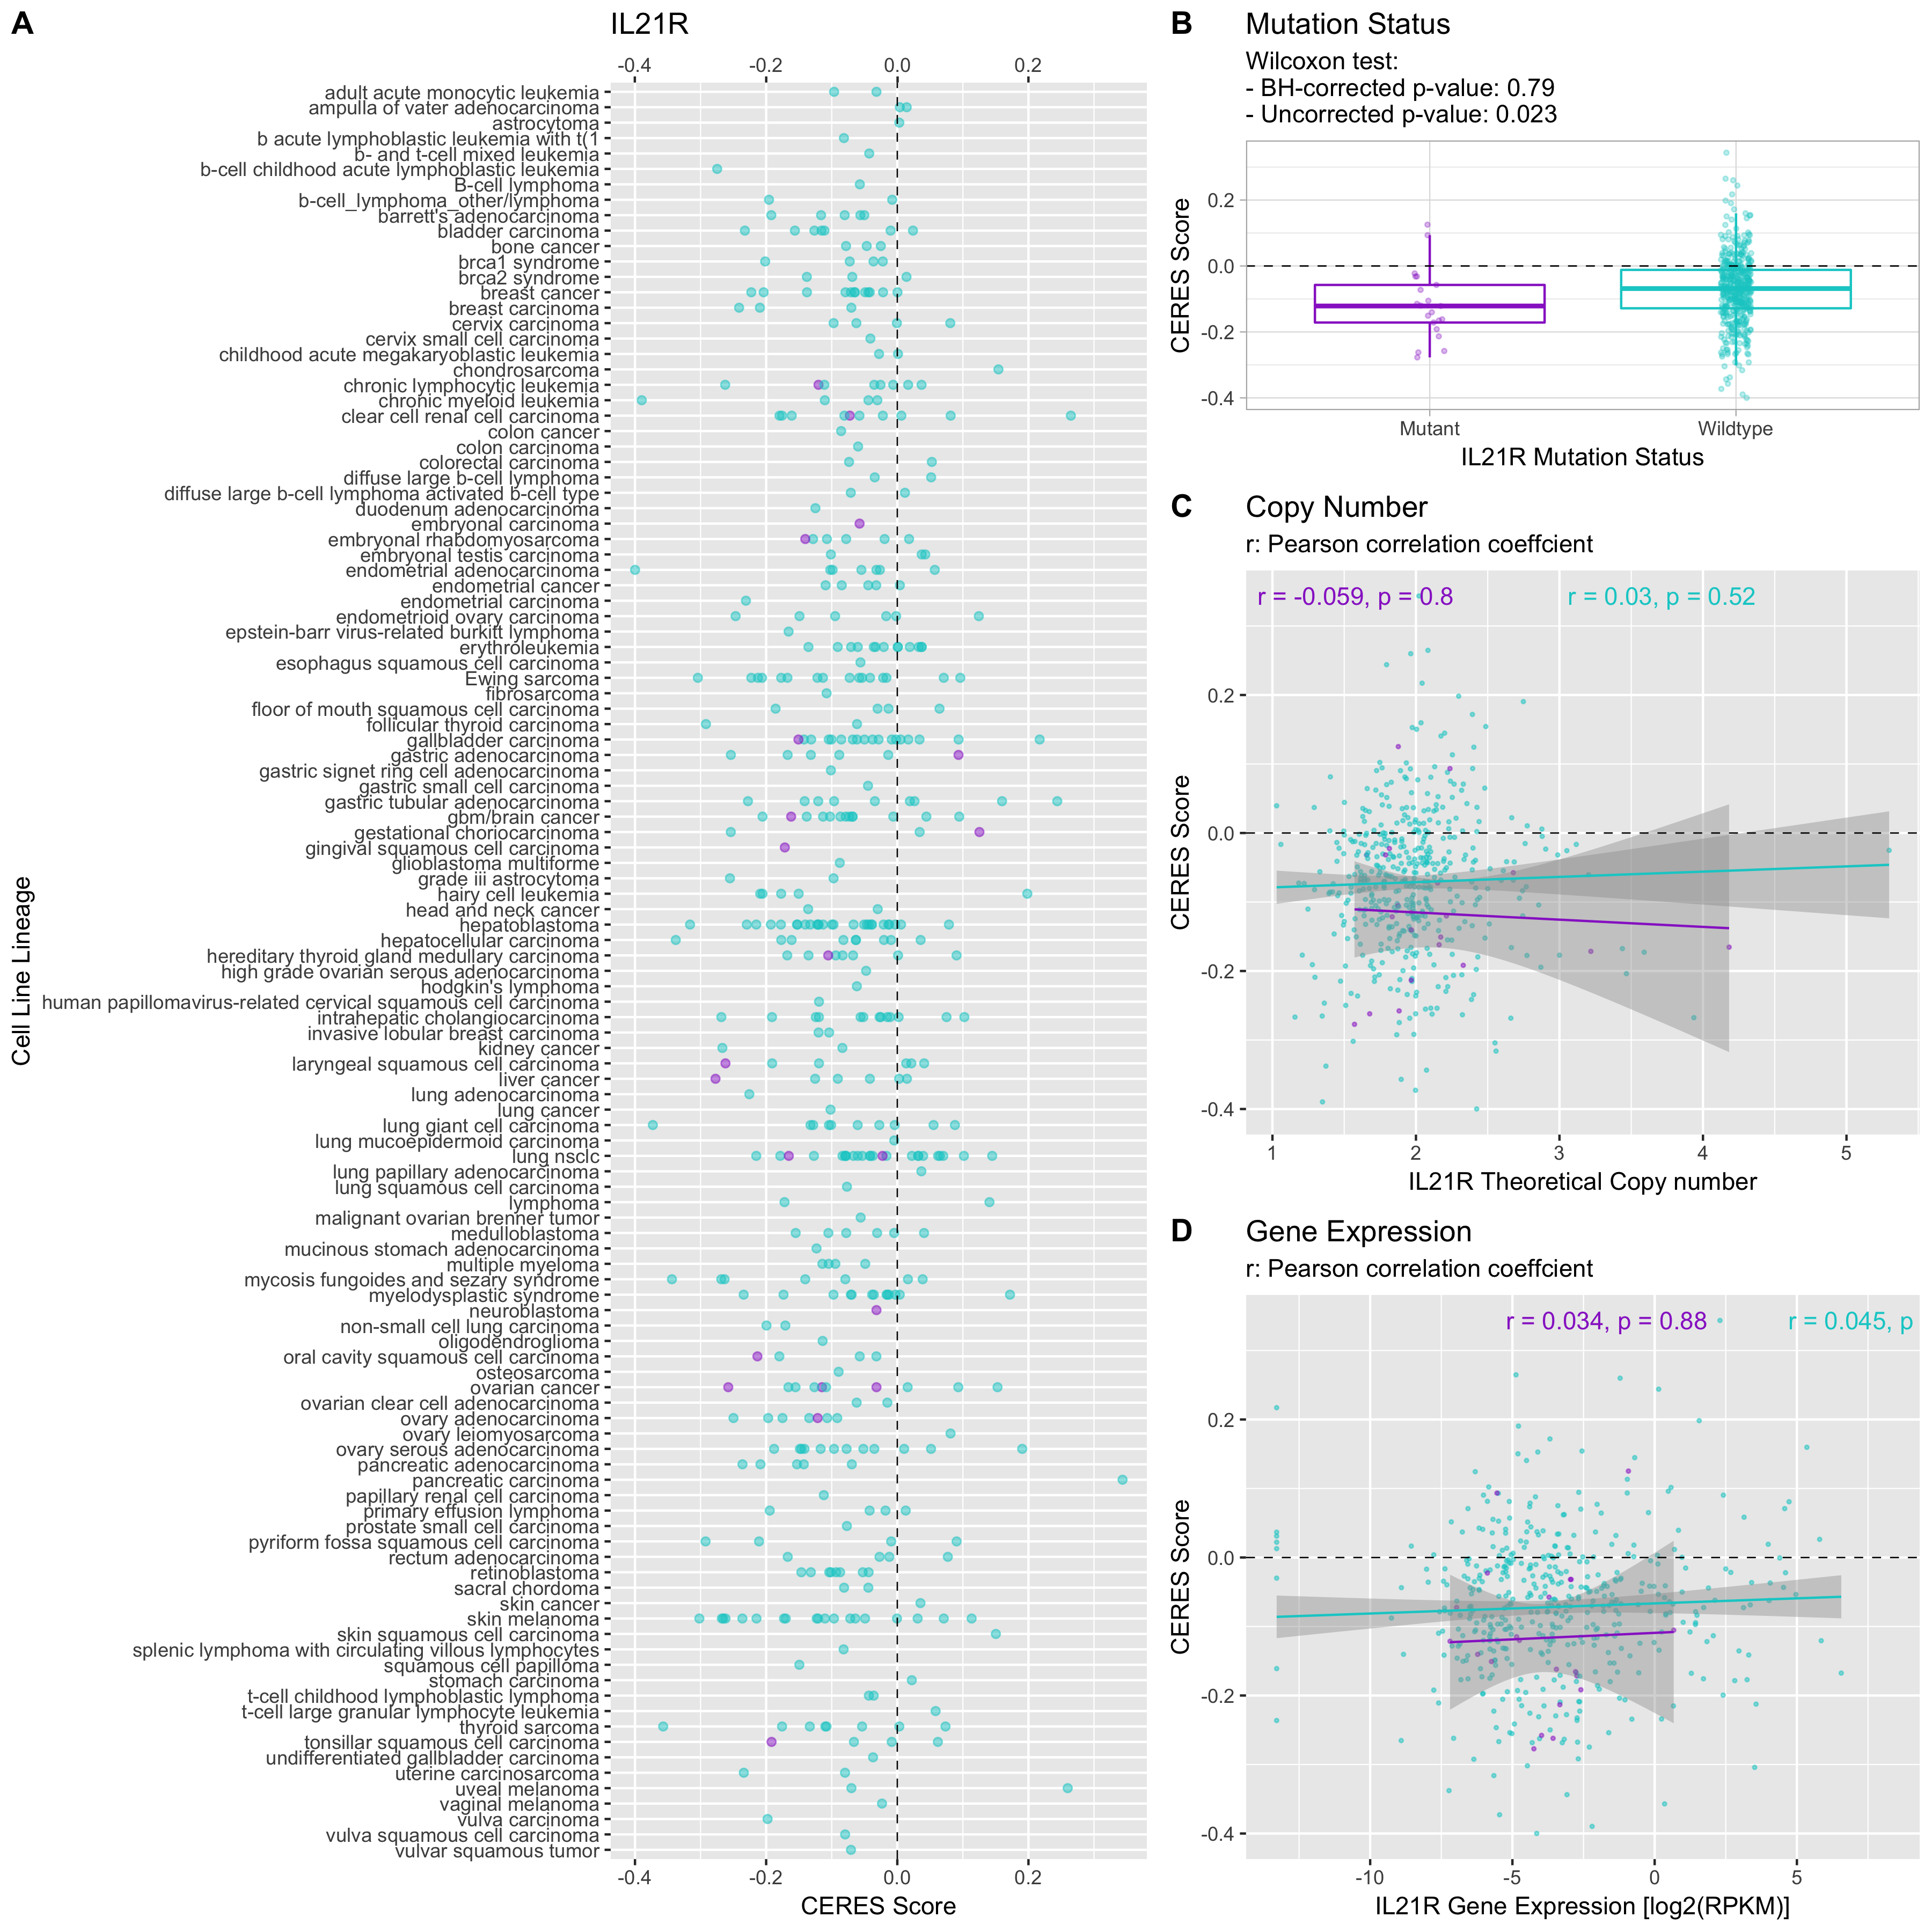 A
IL21R
-0.4 -0.2 0.0 0.2
Cell Line Lineage
adult acute monocytic leukemia
ampulla of vater adenocarcinoma
astrocytoma
b acute lymphoblastic leukemia with t(1
b- and t-cell mixed leukemia
b-cell childhood acute lymphoblastic leukemia
B-cell lymphoma
b-cell_lymphoma_other/lymphoma
barrett's adenocarcinoma
bladder carcinoma
bone cancer
brca1 syndrome
brca2 syndrome
breast cancer
breast carcinoma
cervix carcinoma
cervix small cell carcinoma
childhood acute megakaryoblastic leukemia
chondrosarcoma
chronic lymphocytic leukemia
chronic myeloid leukemia
clear cell renal cell carcinoma
colon cancer
colon carcinoma
colorectal carcinoma
diffuse large b-cell lymphoma
diffuse large b-cell lymphoma activated b-cell type
duodenum adenocarcinoma
embryonal carcinoma
embryonal rhabdomyosarcoma
embryonal testis carcinoma
endometrial adenocarcinoma
endometrial cancer
endometrial carcinoma
endometrioid ovary carcinoma
epstein-barr virus-related burkitt lymphoma
erythroleukemia
esophagus squamous cell carcinoma
Ewing sarcoma
fibrosarcoma
floor of mouth squamous cell carcinoma
follicular thyroid carcinoma
gallbladder carcinoma
gastric adenocarcinoma
gastric signet ring cell adenocarcinoma
gastric small cell carcinoma
gastric tubular adenocarcinoma
gbm/brain cancer
gestational choriocarcinoma
gingival squamous cell carcinoma
glioblastoma multiforme
grade iii astrocytoma
hairy cell leukemia
head and neck cancer
hepatoblastoma
hepatocellular carcinoma
hereditary thyroid gland medullary carcinoma
high grade ovarian serous adenocarcinoma
hodgkin's lymphoma
human papillomavirus-related cervical squamous cell carcinoma
intrahepatic cholangiocarcinoma
invasive lobular breast carcinoma
kidney cancer
laryngeal squamous cell carcinoma
liver cancer
lung adenocarcinoma
lung cancer
lung giant cell carcinoma
lung mucoepidermoid carcinoma
lung nsclc
lung papillary adenocarcinoma
lung squamous cell carcinoma
lymphoma
malignant ovarian brenner tumor
medulloblastoma
mucinous stomach adenocarcinoma
multiple myeloma
mycosis fungoides and sezary syndrome
myelodysplastic syndrome
neuroblastoma
non-small cell lung carcinoma
oligodendroglioma
oral cavity squamous cell carcinoma
osteosarcoma
ovarian cancer
ovarian clear cell adenocarcinoma
ovary adenocarcinoma
ovary leiomyosarcoma
ovary serous adenocarcinoma
pancreatic adenocarcinoma
pancreatic carcinoma
papillary renal cell carcinoma
primary effusion lymphoma
prostate small cell carcinoma
pyriform fossa squamous cell carcinoma
rectum adenocarcinoma
retinoblastoma
sacral chordoma
skin cancer
skin melanoma
skin squamous cell carcinoma
splenic lymphoma with circulating villous lymphocytes
squamous cell papilloma
stomach carcinoma
t-cell childhood lymphoblastic lymphoma
t-cell large granular lymphocyte leukemia
thyroid sarcoma
tonsillar squamous cell carcinoma
undifferentiated gallbladder carcinoma
uterine carcinosarcoma
uveal melanoma
vaginal melanoma
vulva carcinoma
vulva squamous cell carcinoma
vulvar squamous tumor
-0.4 -0.2 0.0 0.2
CERES Score
B
Mutation Status
Wilcoxon test:
- BH-corrected p-value: 0.79
- Uncorrected p-value: 0.023
CERES Score
0.2
0.0
-0.2
-0.4
Mutant Wildtype
IL21R Mutation Status
C
Copy Number
r: Pearson correlation coeffcient
r = -0.059, p = 0.8 r = 0.03, p = 0.52
CERES Score
0.2
0.0
-0.2
-0.4
1 2 3 4 5
IL21R Theoretical Copy number
D
Gene Expression
r: Pearson correlation coeffcient
r = 0.034, p = 0.88 r = 0.045, p
CERES Score
0.2
0.0
-0.2
-0.4
-10 -5 0 5
IL21R Gene Expression [log2(RPKM)]